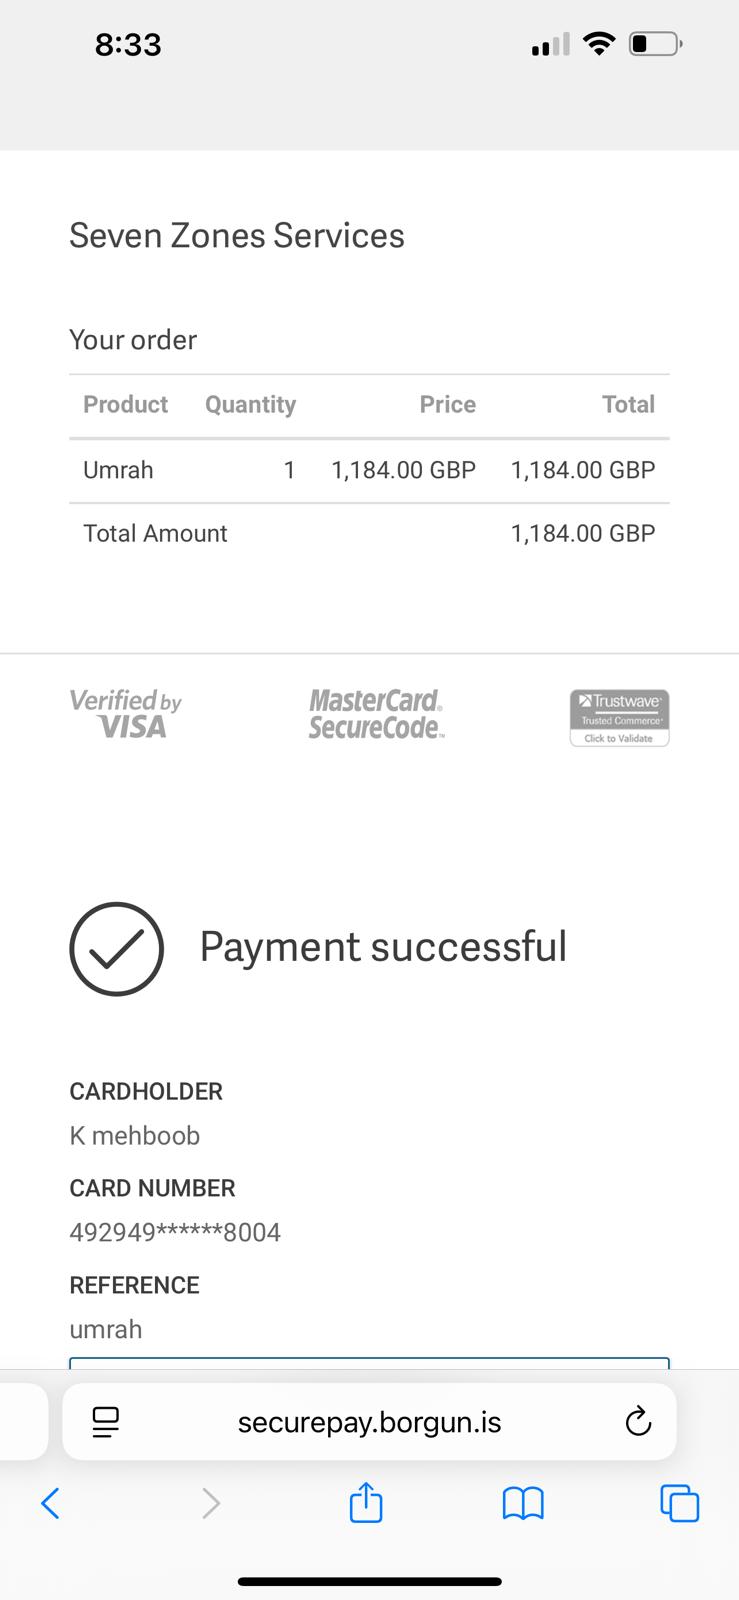 8:33
Seven Zones Services
Your order
Product Quantity Price Total
Umrah 1 1,184.00 GBP 1,184.00 GBP
Total Amount 1,184.00 GBP
Verified by
VISA
MasterCard®
SecureCode™
Trustwave®
Trusted Commerce®
Click to Validate
Payment successful
CARDHOLDER
K mehboob
CARD NUMBER
492949******8004
REFERENCE
umrah
securepay.borgun.is